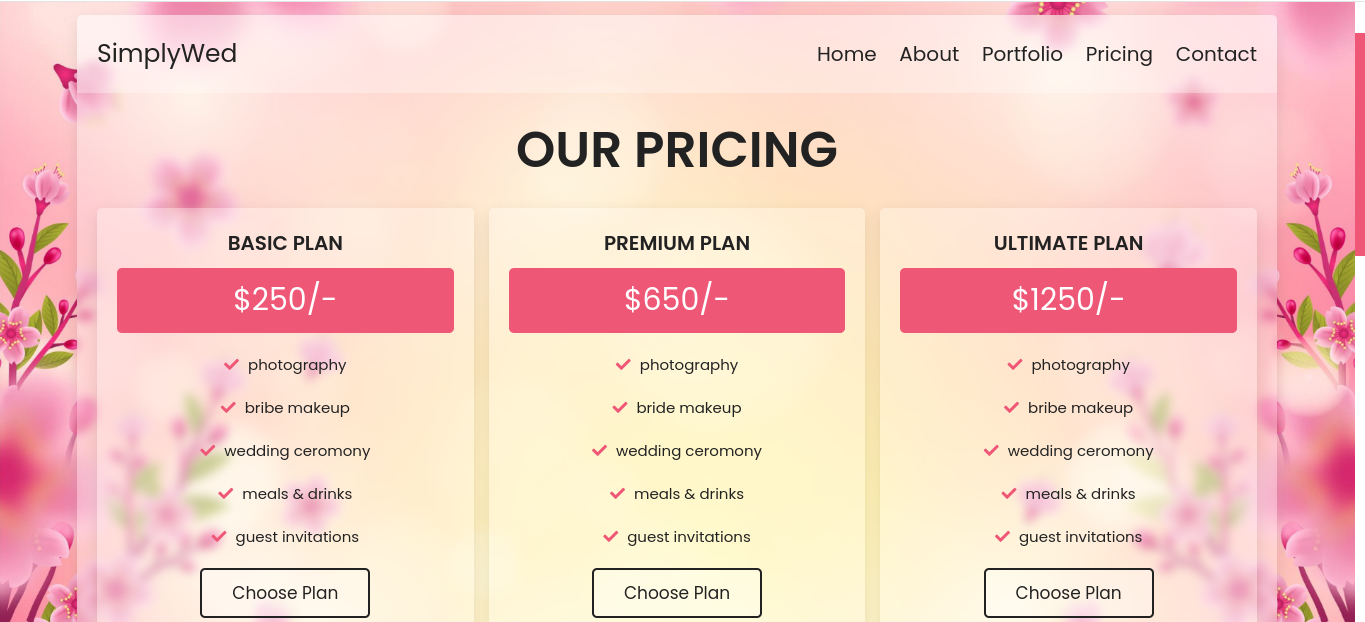 SimplyWed
Home About Portfolio Pricing Contact
OUR PRICING
BASIC PLAN
$250/-
photography
bribe makeup
wedding ceromony
meals & drinks
guest invitations
Choose Plan
PREMIUM PLAN
$650/-
photography
bride makeup
wedding ceromony
meals & drinks
guest invitations
Choose Plan
ULTIMATE PLAN
$1250/-
photography
bribe makeup
wedding ceromony
meals & drinks
guest invitations
Choose Plan